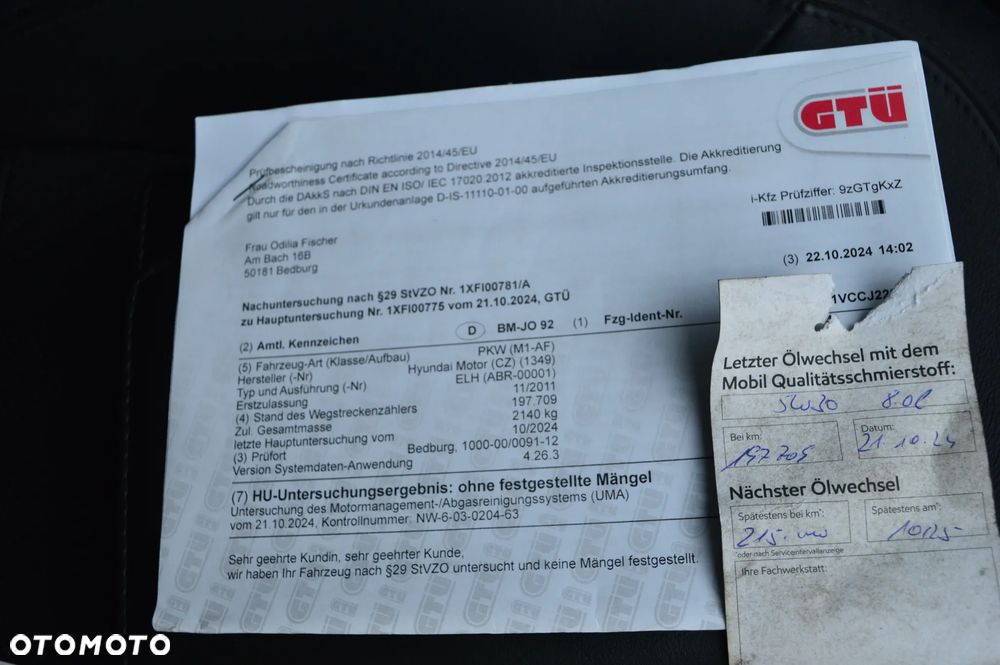 GTÜ
Prüfbescheinigung nach Richtlinie 2014/45/EU
Roadworthiness Certificate according to Directive 2014/45/EU
Durch die DAkkS nach DIN EN ISO/ IEC 17020:2012 akkreditierte Inspektionsstelle. Die Akkreditierung
gilt nur für den in der Urkundenanlage D-IS-11110-01-00 aufgeführten Akkreditierungsumfang.
i-Kfz Prüfziffer: 9zGTgKxZ
Frau Odilia Fischer
Am Bach 16B
50181 Bedburg
(3) 22.10.2024 14:02
Nachuntersuchung nach §29 StVZO Nr. 1XFI00781/A
zu Hauptuntersuchung Nr. 1XFI00775 vom 21.10.2024, GTÜ
(2) Amtl. Kennzeichen D BM-JO 92 (1) Fzg-Ident-Nr.
(5) Fahrzeug-Art (Klasse/Aufbau) PKW (M1-AF)
Hersteller (-Nr) Hyundai Motor (CZ) (1349)
Typ und Ausführung (-Nr) ELH (ABR-00001)
Erstzulassung 11/2011
(4) Stand des Wegstreckenzählers 197.709
Zul. Gesamtmasse 2140 kg
letzte Hauptuntersuchung vom 10/2024
(3) Prüfort Bedburg, 1000-00/0091-12
Version Systemdaten-Anwendung 4.26.3
(7) HU-Untersuchungsergebnis: ohne festgestellte Mängel
Untersuchung des Motormanagement-/Abgasreinigungssystems (UMA)
vom 21.10.2024, Kontrollnummer: NW-6-03-0204-63
Sehr geehrte Kundin, sehr geehrter Kunde,
wir haben Ihr Fahrzeug nach §29 StVZO untersucht und keine Mängel festgestellt.
Letzter Ölwechsel mit dem
Mobil Qualitätsschmierstoff:
5W30
Bei km: Datum:
197709 21.10.24
Nächster Ölwechsel
Spätestens bei km: Spätestens am:
10/25
oder nach Serviceintervallanzeige
Ihre Fachwerkstatt:
OTOMOTO